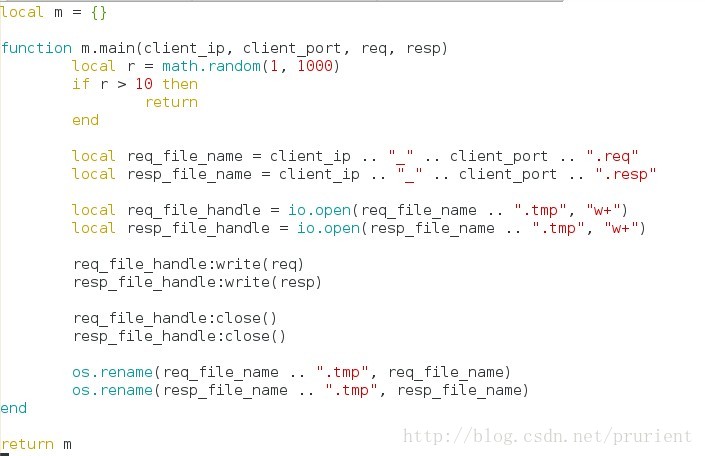 local m = {}
function m.main(client_ip, client_port, req, resp)
local r = math.random(1, 1000)
if r > 10 then
return
end
local req_file_name = client_ip .. "_" .. client_port .. ".req"
local resp_file_name = client_ip .. "_" .. client_port .. ".resp"
local req_file_handle = io.open(req_file_name .. ".tmp", "w+")
local resp_file_handle = io.open(resp_file_name .. ".tmp", "w+")
req_file_handle:write(req)
resp_file_handle:write(resp)
req_file_handle:close()
resp_file_handle:close()
os.rename(req_file_name .. ".tmp", req_file_name)
os.rename(resp_file_name .. ".tmp", resp_file_name)
end
return m
http://blog.csdn.net/prurient